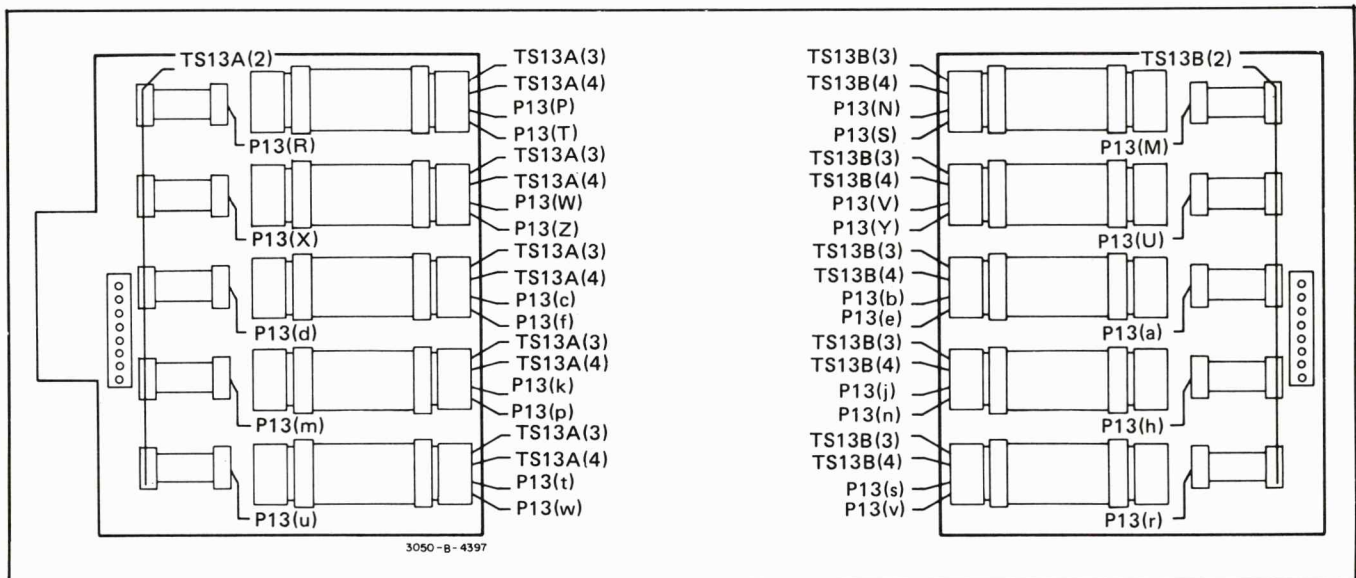 TS13A(2)
TS13A(3)
TS13A(4)
P13(P)
P13(T)
P13(R)
TS13A(3)
TS13A(4)
P13(W)
P13(Z)
P13(X)
TS13A(3)
TS13A(4)
P13(c)
P13(f)
P13(d)
TS13A(3)
TS13A(4)
P13(k)
P13(p)
P13(m)
TS13A(3)
TS13A(4)
P13(t)
P13(w)
P13(u)
3050-B-4397
TS13B(3)
TS13B(2)
TS13B(4)
P13(N)
P13(S)
P13(M)
TS13B(3)
TS13B(4)
P13(V)
P13(Y)
P13(U)
TS13B(3)
TS13B(4)
P13(b)
P13(e)
P13(a)
TS13B(3)
TS13B(4)
P13(j)
P13(n)
P13(h)
TS13B(3)
TS13B(4)
P13(s)
P13(v)
P13(r)